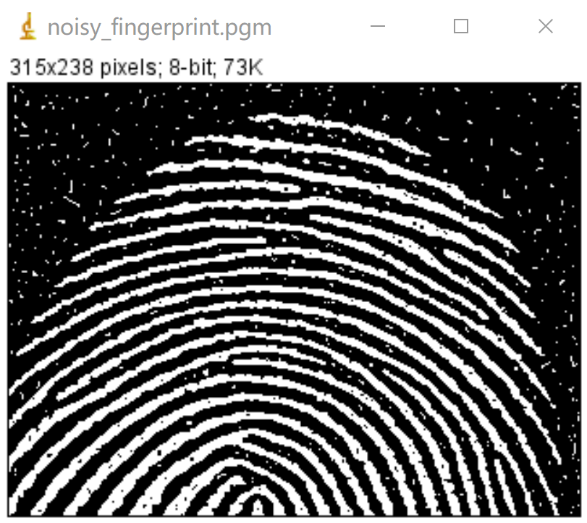 noisy_fingerprint.pgm
315x238 pixels; 8-bit; 73K